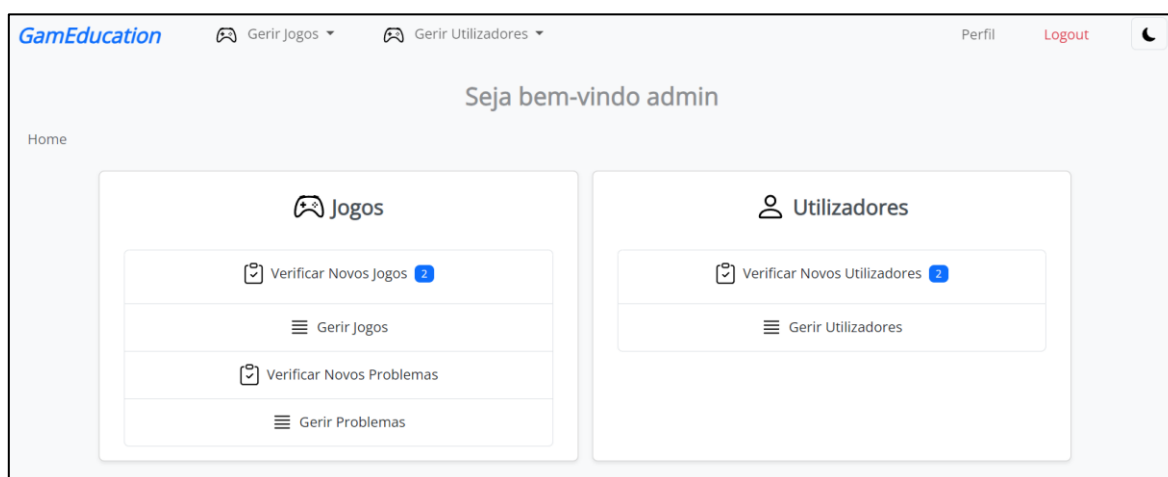 GamEducation Gerir Jogos Gerir Utilizadores Perfil Logout
Seja bem-vindo admin
Home
Jogos
Verificar Novos Jogos 2
Gerir Jogos
Verificar Novos Problemas
Gerir Problemas
Utilizadores
Verificar Novos Utilizadores 2
Gerir Utilizadores